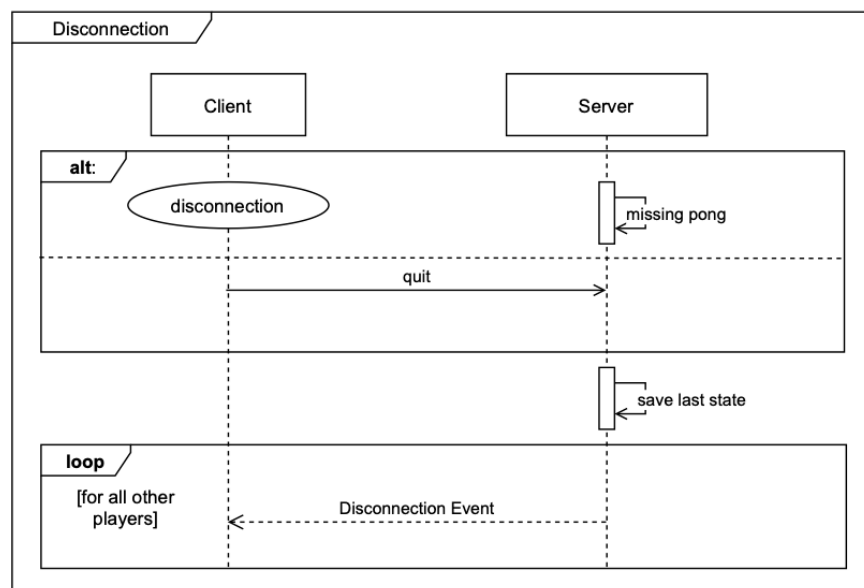 Disconnection
Client
Server
alt:
disconnection
missing pong
quit
save last state
loop
[for all other
players]
Disconnection Event